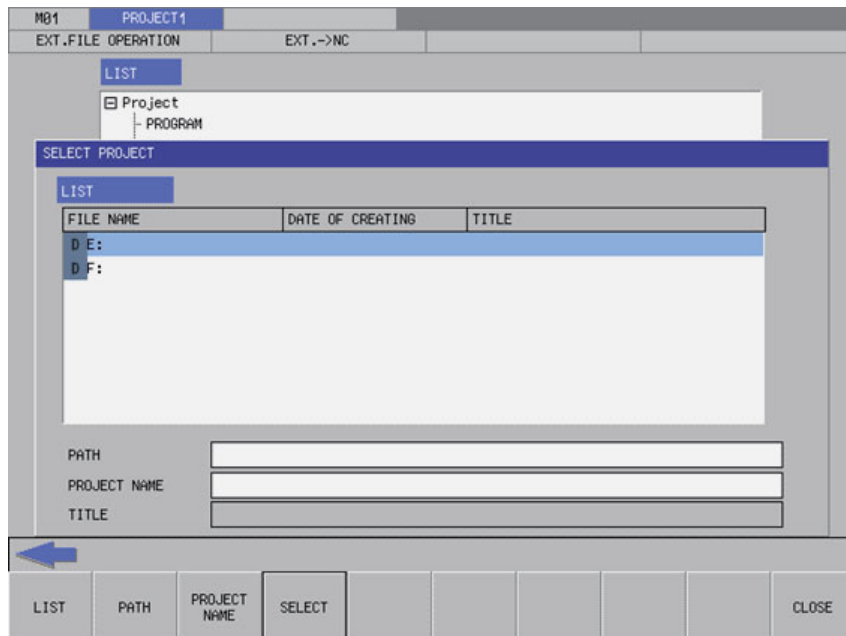 M01 PROJECT1
EXT.FILE OPERATION EXT.->NC
LIST
Project
PROGRAM
SELECT PROJECT
LIST
FILE NAME DATE OF CREATING TITLE
D E:
D F:
PATH
PROJECT NAME
TITLE
LIST PATH PROJECT NAME SELECT CLOSE